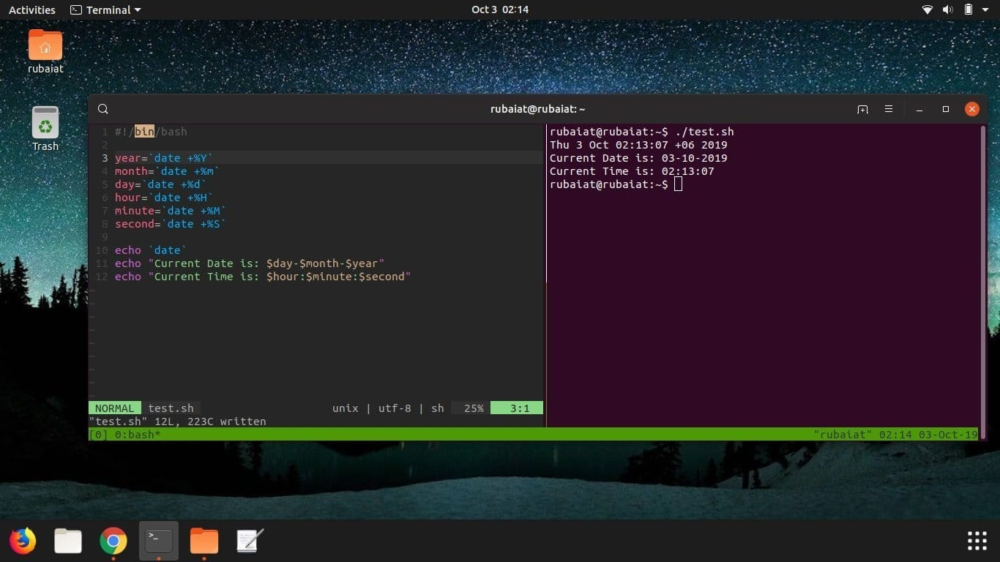 Activities
Terminal
Oct 3 02:14
rubaiat
Trash
rubaiat@rubaiat: ~
1 #!/bin/bash
2
3 year=`date +%Y`
4 month=`date +%m`
5 day=`date +%d`
6 hour=`date +%H`
7 minute=`date +%M`
8 second=`date +%S`
9
10 echo `date`
11 echo "Current Date is: $day-$month-$year"
12 echo "Current Time is: $hour:$minute:$second"
~
~
~
~
~
~
~
~
~
NORMAL test.sh unix | utf-8 | sh 25% 3:1
"test.sh" 12L, 223C written
rubaiat@rubaiat:~$ ./test.sh
Thu 3 Oct 02:13:07 +06 2019
Current Date is: 03-10-2019
Current Time is: 02:13:07
rubaiat@rubaiat:~$
[0] 0:bash* "rubaiat" 02:14 03-Oct-19
>_